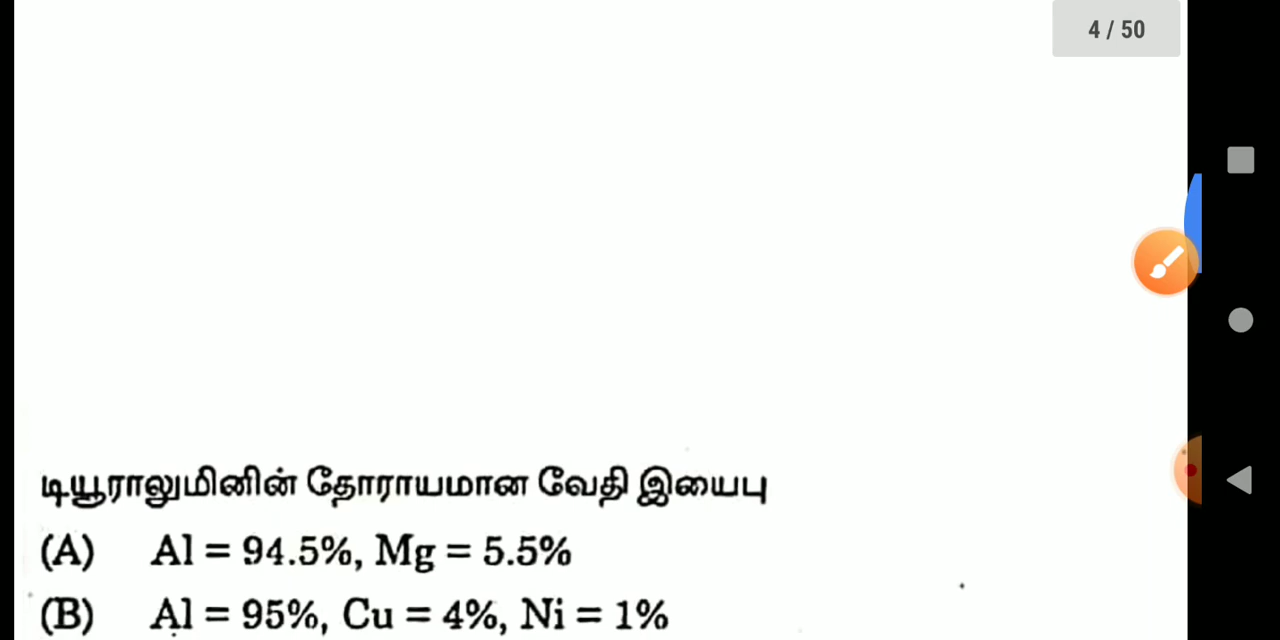 4 / 50
டியூராலுமினின் தோராயமான வேதி இயைபு
(A) Al = 94.5%, Mg = 5.5%
(B) Al = 95%, Cu = 4%, Ni = 1%